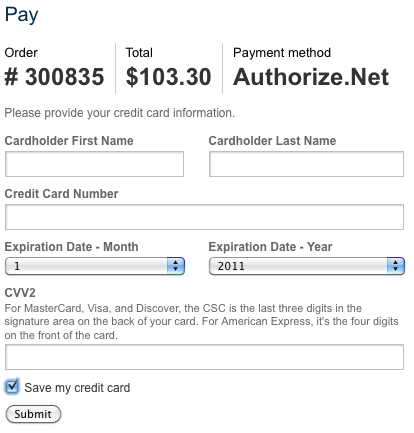 Pay
Order Total Payment method
# 300835 $103.30 Authorize.Net
Please provide your credit card information.
Cardholder First Name Cardholder Last Name
Credit Card Number
Expiration Date - Month Expiration Date - Year
1 2011
CVV2
For MasterCard, Visa, and Discover, the CSC is the last three digits in the
signature area on the back of your card. For American Express, it's the four digits
on the front of the card.
Save my credit card
Submit